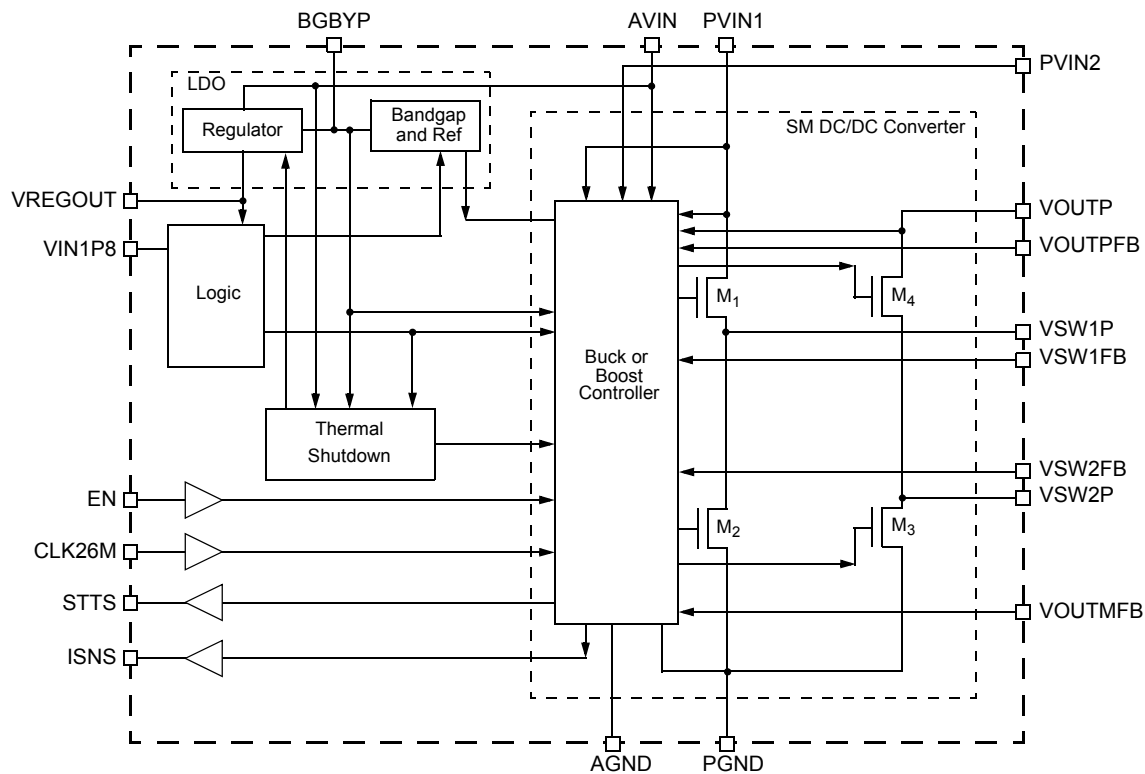 BGBYP
AVIN
PVIN1
PVIN2
LDO
Regulator
Bandgap
and Ref
SM DC/DC Converter
VREGOUT
VIN1P8
Logic
VOUTP
VOUTPFB
M1
M4
VSW1P
VSW1FB
Buck or
Boost
Controller
Thermal
Shutdown
VSW2FB
VSW2P
EN
M2
M3
CLK26M
STTS
VOUTMFB
ISNS
AGND
PGND